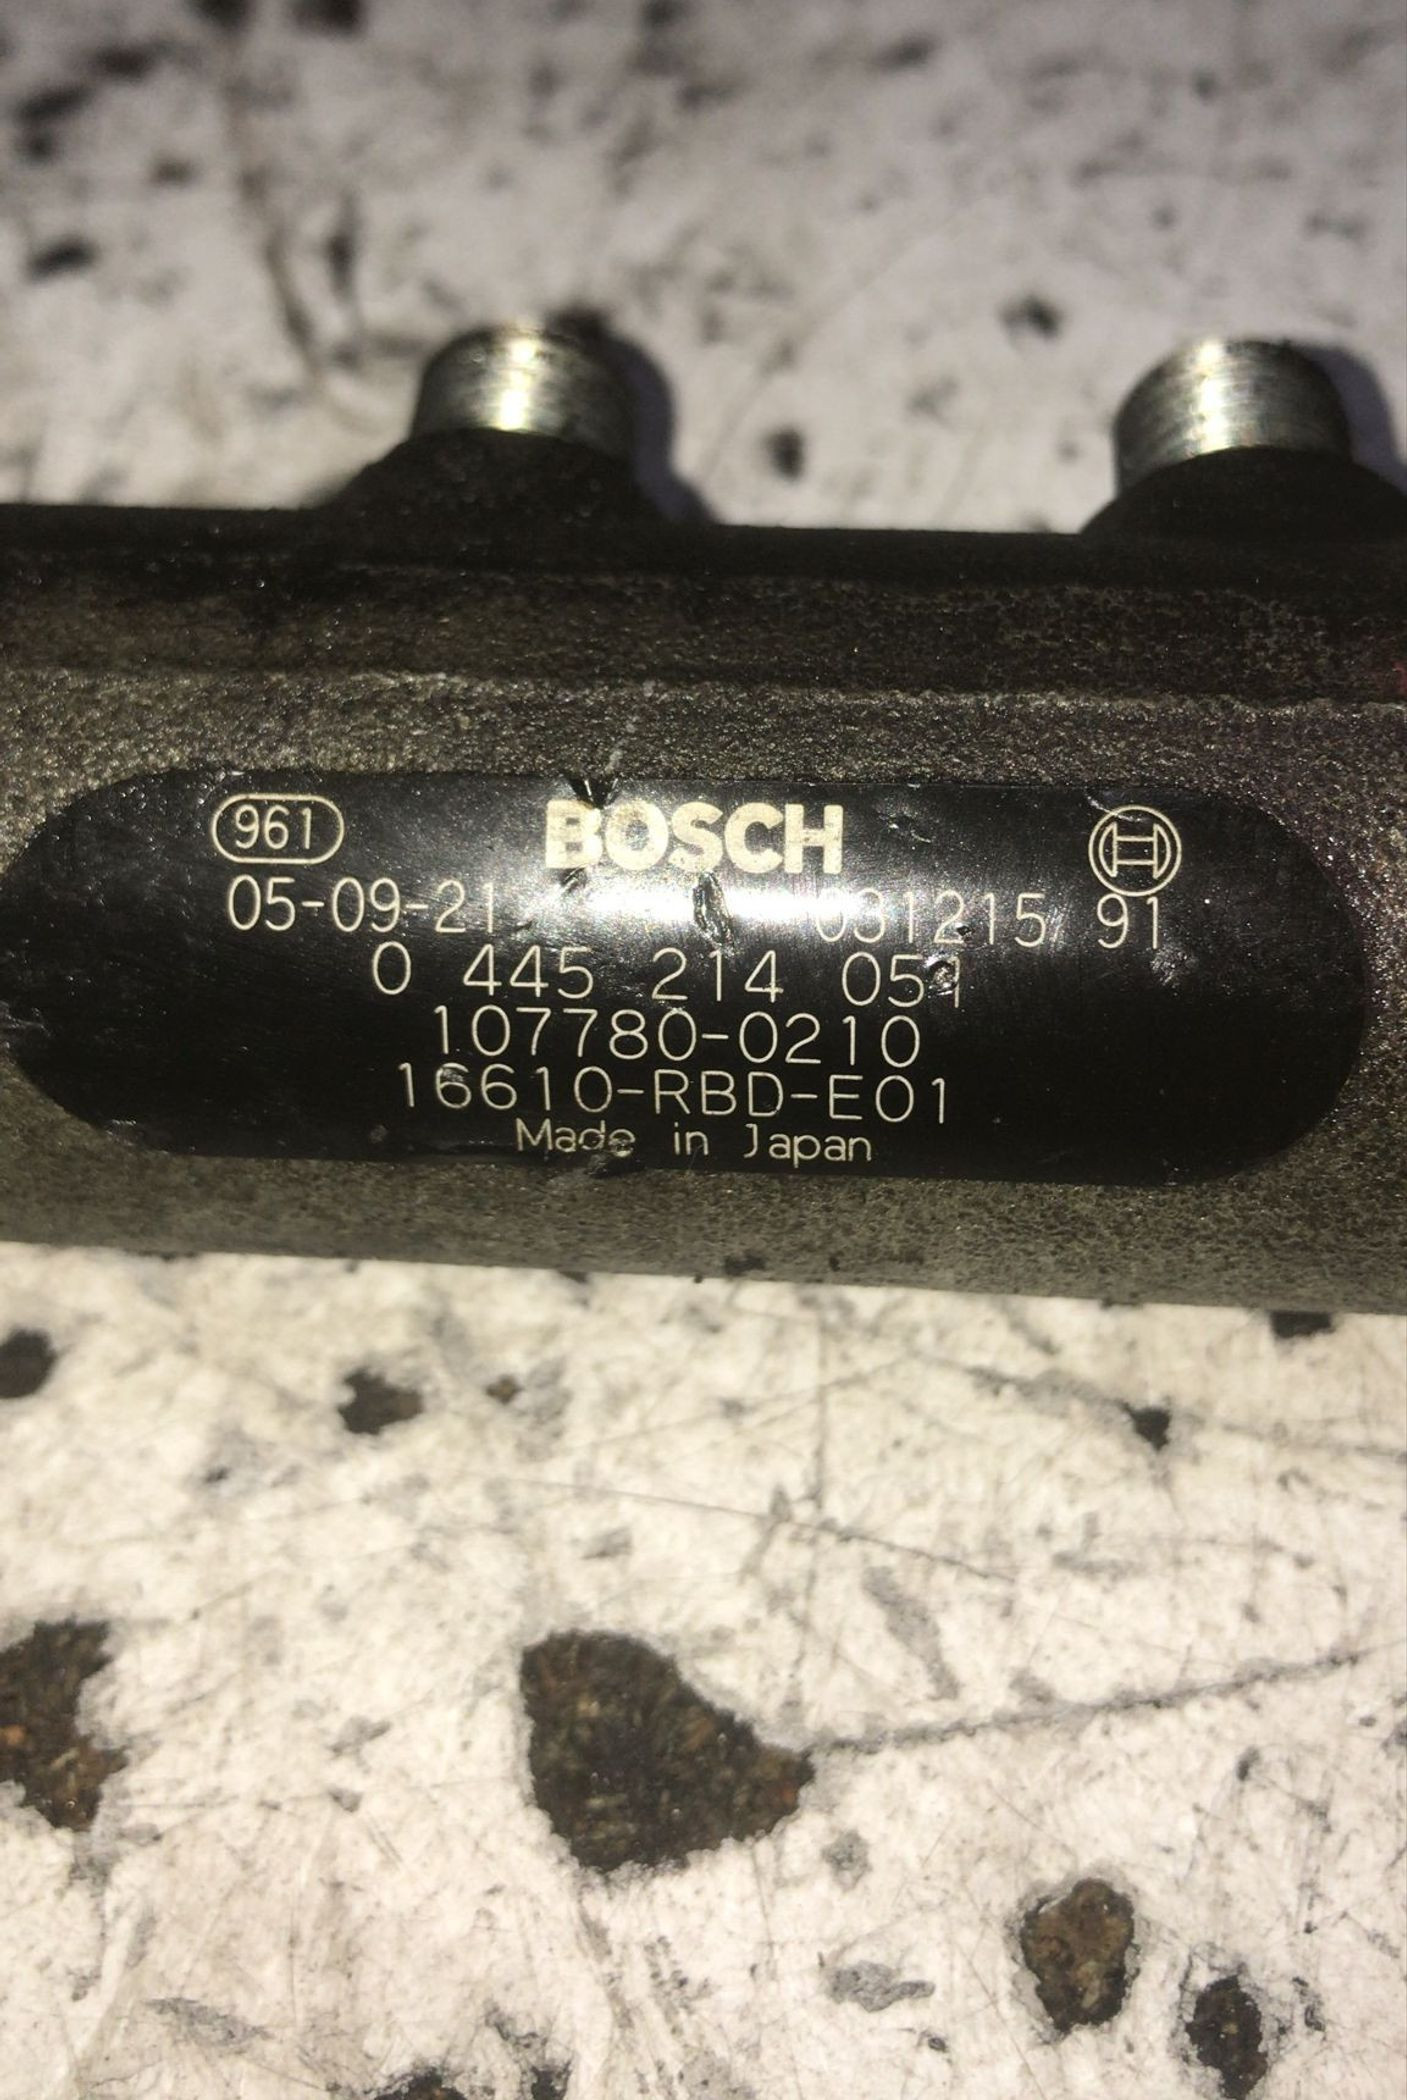 961 BOSCH
05-09-21 031215 91
0 445 214 051
107780-0210
16610-RBD-E01
Made in Japan